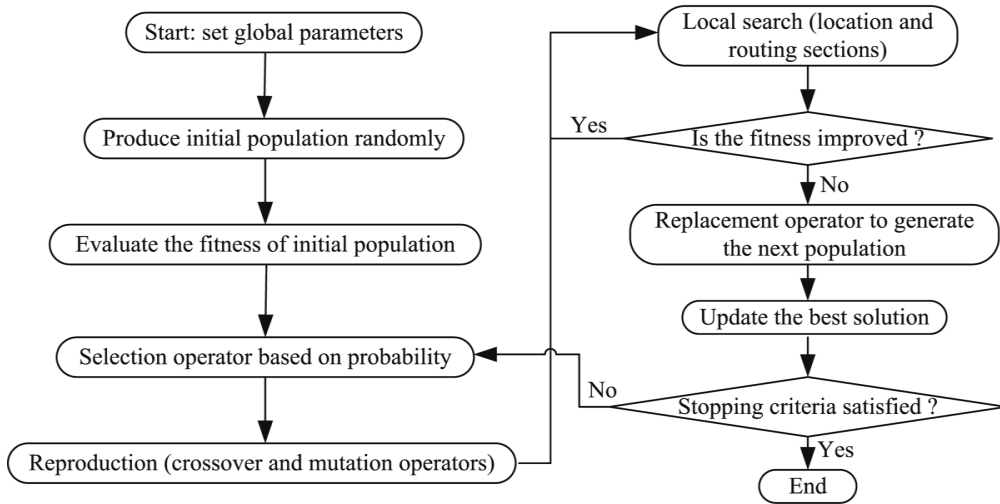 Start: set global parameters
Produce initial population randomly
Evaluate the fitness of initial population
Selection operator based on probability
Reproduction (crossover and mutation operators)
Local search (location and
routing sections)
Yes
Is the fitness improved ?
No
Replacement operator to generate
the next population
Update the best solution
No
Stopping criteria satisfied ?
Yes
End